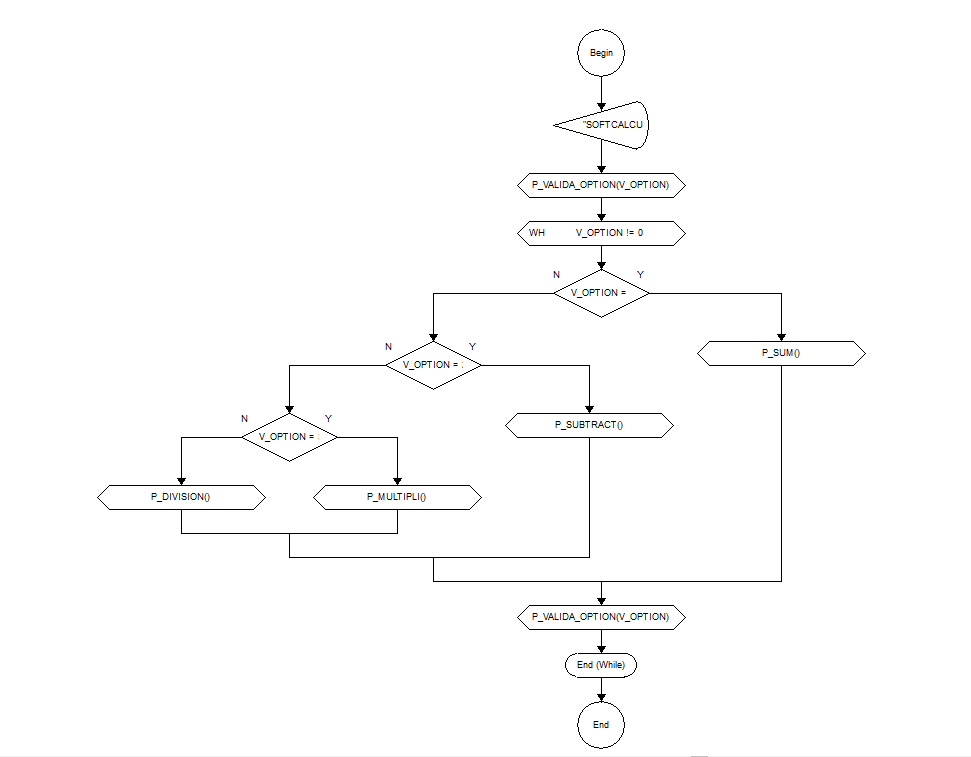 Begin
"SOFTCALCU
P_VALIDA_OPTION(V_OPTION)
WH V_OPTION != 0
N Y
V_OPTION =
N Y
P_SUM()
V_OPTION =
N Y
P_SUBTRACT()
V_OPTION =
P_DIVISION() P_MULTIPLI()
P_VALIDA_OPTION(V_OPTION)
End (While)
End